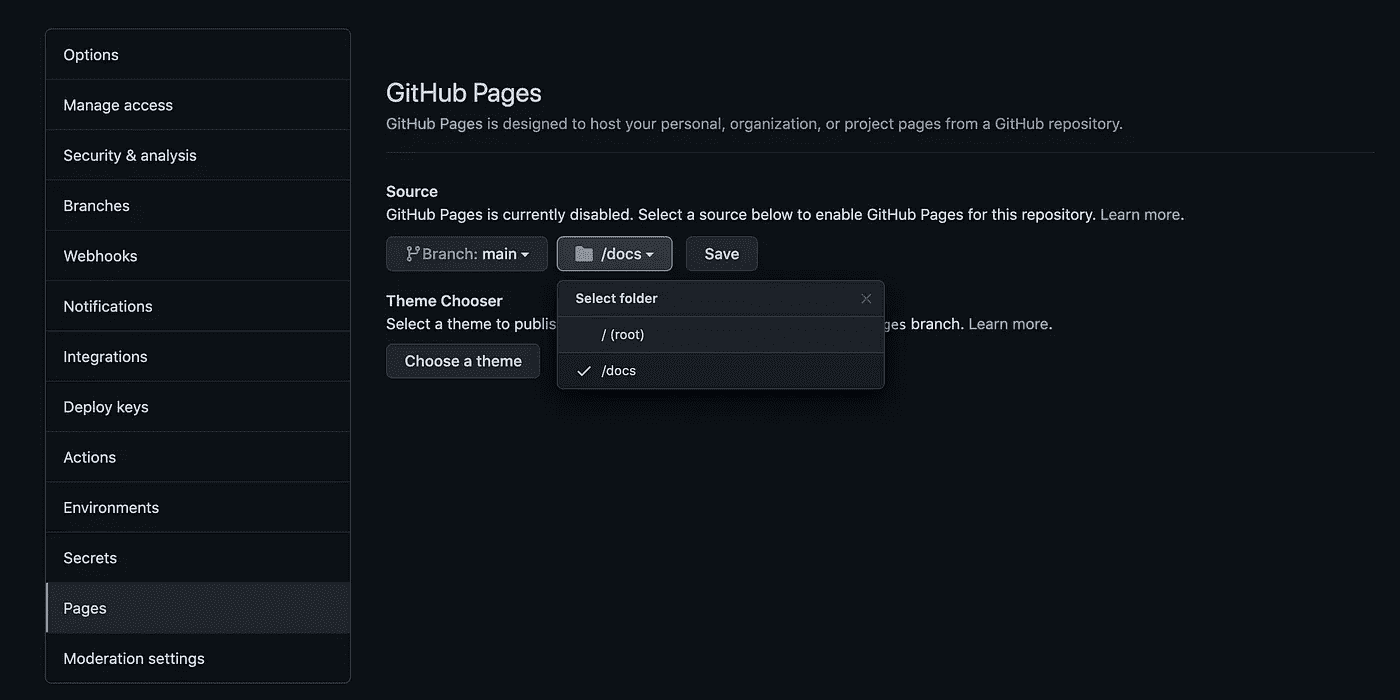 Options
Manage access
Security & analysis
Branches
Webhooks
Notifications
Integrations
Deploy keys
Actions
Environments
Secrets
Pages
Moderation settings
GitHub Pages
GitHub Pages is designed to host your personal, organization, or project pages from a GitHub repository.
Source
GitHub Pages is currently disabled. Select a source below to enable GitHub Pages for this repository. Learn more.
Branch: main /docs Save
Select folder
/ (root)
/docs
Theme Chooser
Select a theme to publis branch. Learn more.
Choose a theme